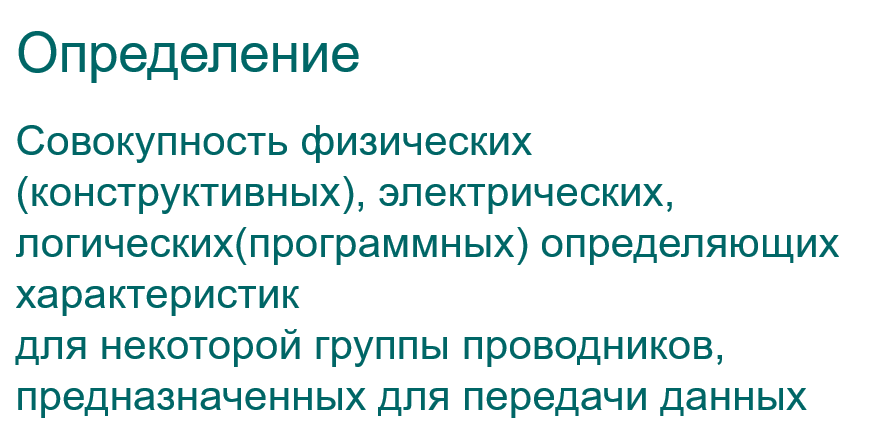 Определение
Совокупность физических
(конструктивных), электрических,
логических(программных) определяющих
характеристик
для некоторой группы проводников,
предназначенных для передачи данных